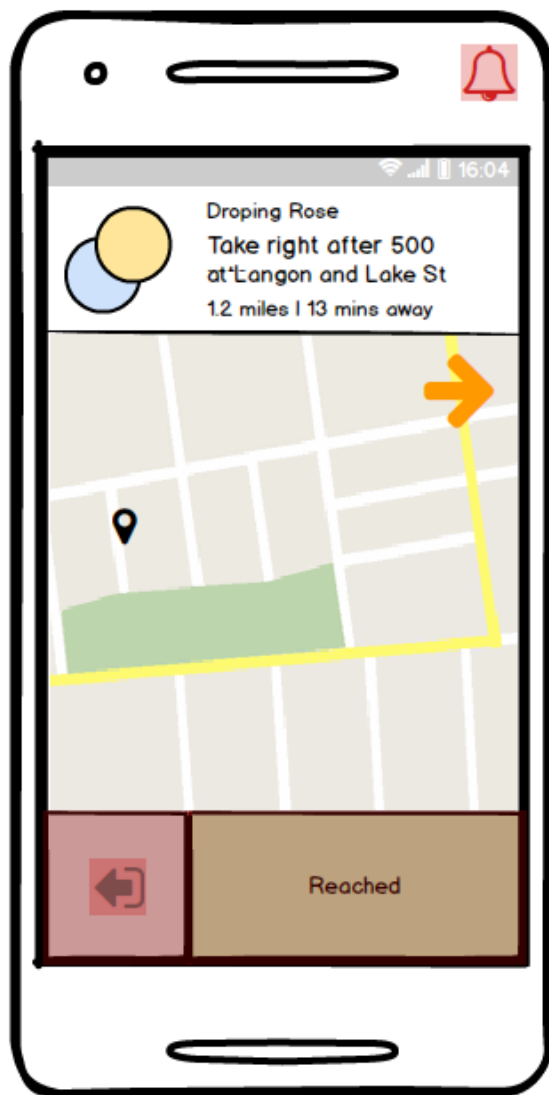 16:04
Droping Rose
Take right after 500
at Langon and Lake St
1.2 miles | 13 mins away
Reached